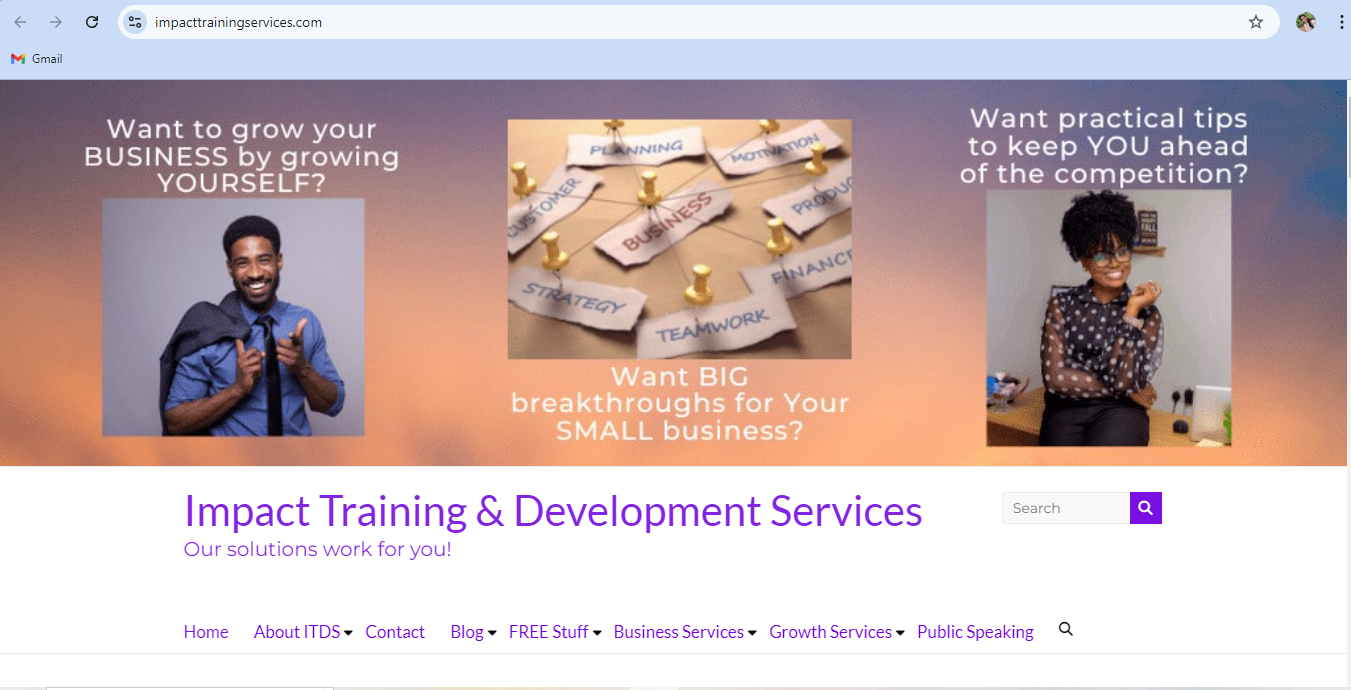 impacttrainingservices.com
Gmail
Want to grow your
BUSINESS by growing
YOURSELF?
PLANNING
MOTIVATION
CUSTOMER
BUSINESS
PRODUC
FINANC
STRATEGY
TEAMWORK
Want BIG
breakthroughs for Your
SMALL business?
Want practical tips
to keep YOU ahead
of the competition?
Impact Training & Development Services
Our solutions work for you!
Search
Home About ITDS Contact Blog FREE Stuff Business Services Growth Services Public Speaking